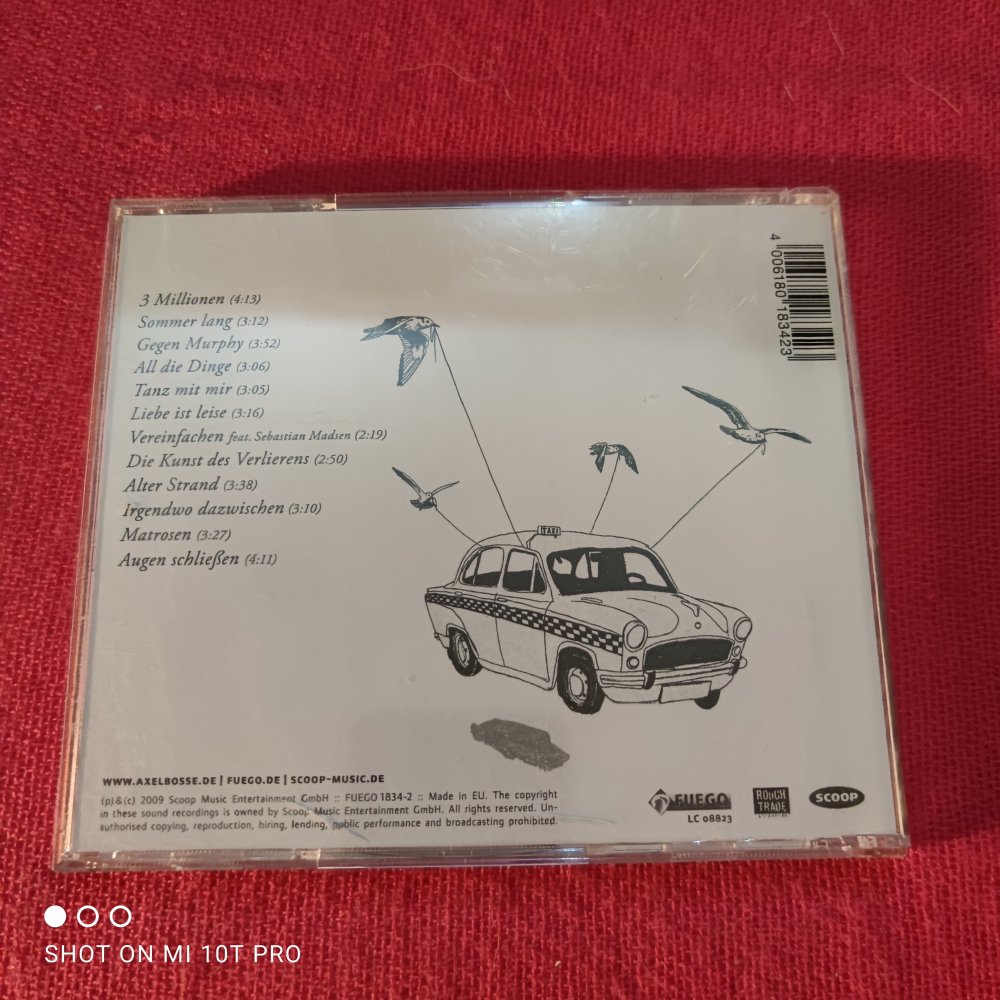 4 006180 183423
3 Millionen (4:13)
Sommer lang (3:12)
Gegen Murphy (3:52)
All die Dinge (3:06)
Tanz mit mir (3:05)
Liebe ist leise (3:16)
Vereinfachen feat. Sebastian Madsen (2:19)
Die Kunst des Verlierens (2:50)
Alter Strand (3:38)
Irgendwo dazwischen (3:10)
Matrosen (3:27)
Augen schließen (4:11)
TAXI
WWW.AXELBOSSE.DE | FUEGO.DE | SCOOP-MUSIC.DE
(p)&(c) 2009 Scoop Music Entertainment GmbH :: FUEGO 1834-2 :: Made in EU. The copyright
in these sound recordings is owned by Scoop Music Entertainment GmbH. All rights reserved. Un-
authorised copying, reproduction, hiring, lending, public performance and broadcasting prohibited.
FUEGO
LC 08823
ROUGH
TRADE
SCOOP
SHOT ON MI 10T PRO